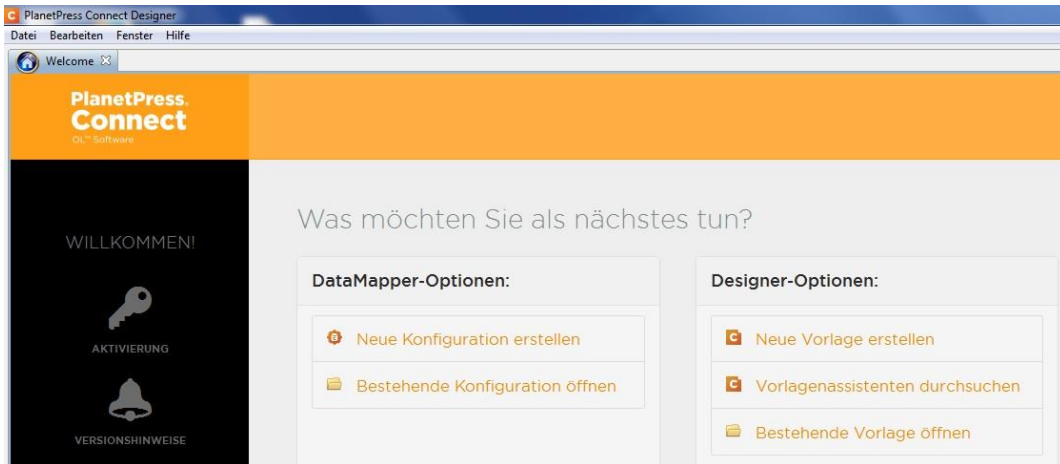 PlanetPress Connect Designer
Datei Bearbeiten Fenster Hilfe
Welcome
PlanetPress.
Connect
OL™ Software
WILLKOMMEN!
AKTIVIERUNG
VERSIONSHINWEISE
Was möchten Sie als nächstes tun?
DataMapper-Optionen:
Neue Konfiguration erstellen
Bestehende Konfiguration öffnen
Designer-Optionen:
Neue Vorlage erstellen
Vorlagenassistenten durchsuchen
Bestehende Vorlage öffnen